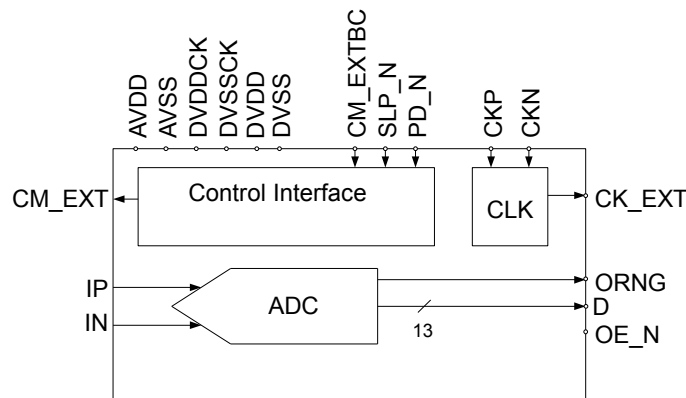 AVDD
AVSS
DVDDCK
DVSSCK
DVDD
DVSS
CM_EXTBC
SLP_N
PD_N
CKP
CKN
CM_EXT
Control Interface
CLK
CK_EXT
IP
IN
ADC
13
ORNG
D
OE_N